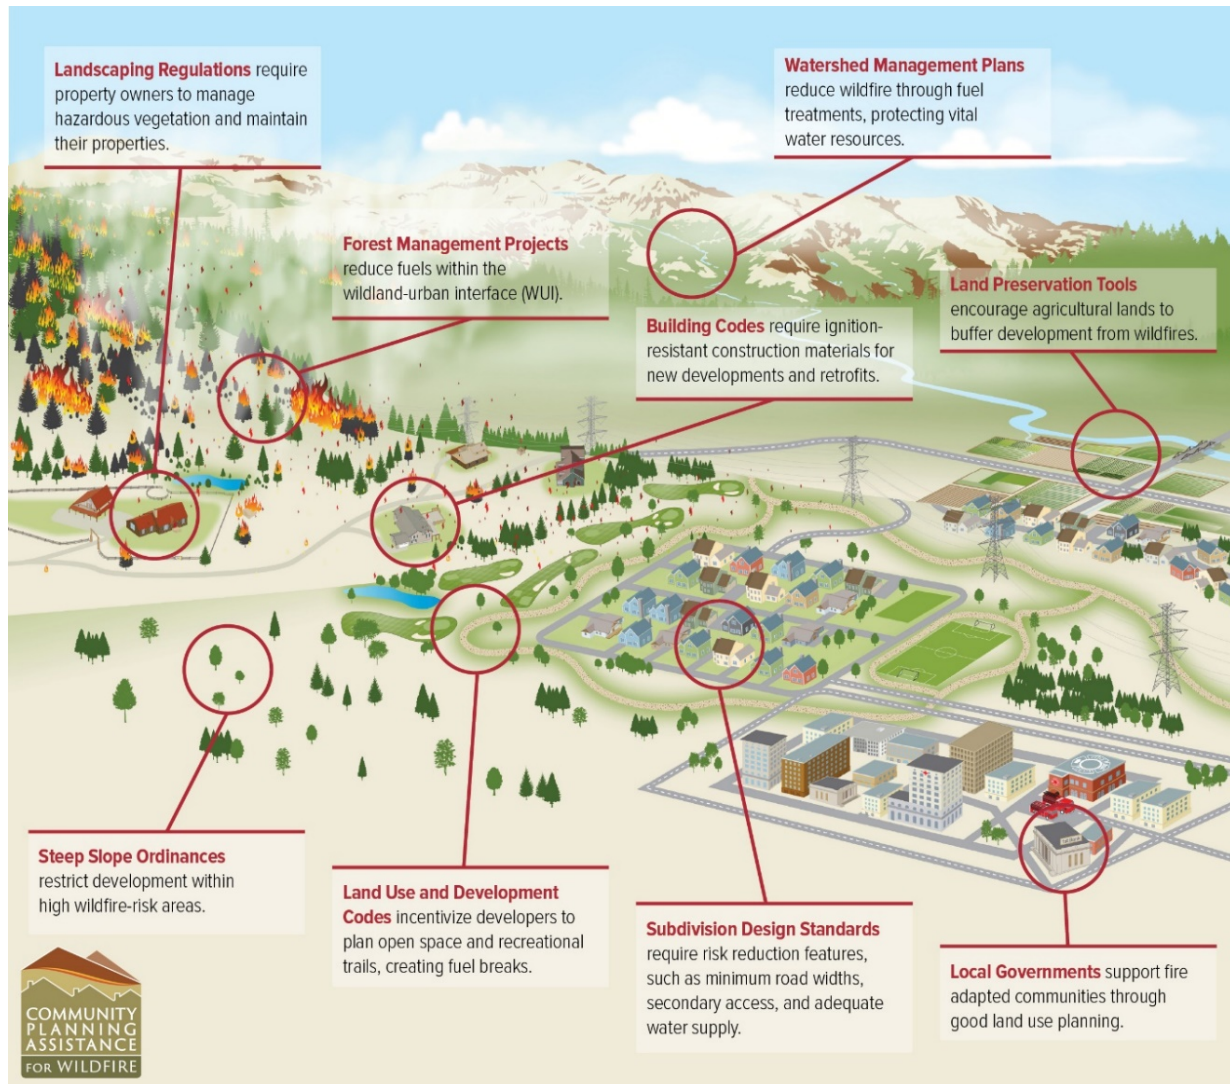 Landscaping Regulations require
property owners to manage
hazardous vegetation and maintain
their properties.
Watershed Management Plans
reduce wildfire through fuel
treatments, protecting vital
water resources.
Forest Management Projects
reduce fuels within the
wildland-urban interface (WUI).
Land Preservation Tools
encourage agricultural lands to
buffer development from wildfires.
Building Codes require ignition-
resistant construction materials for
new developments and retrofits.
Steep Slope Ordinances
restrict development within
high wildfire-risk areas.
Land Use and Development
Codes incentivize developers to
plan open space and recreational
trails, creating fuel breaks.
Subdivision Design Standards
require risk reduction features,
such as minimum road widths,
secondary access, and adequate
water supply.
Local Governments support fire
adapted communities through
good land use planning.
COMMUNITY
PLANNING
ASSISTANCE
FOR WILDFIRE